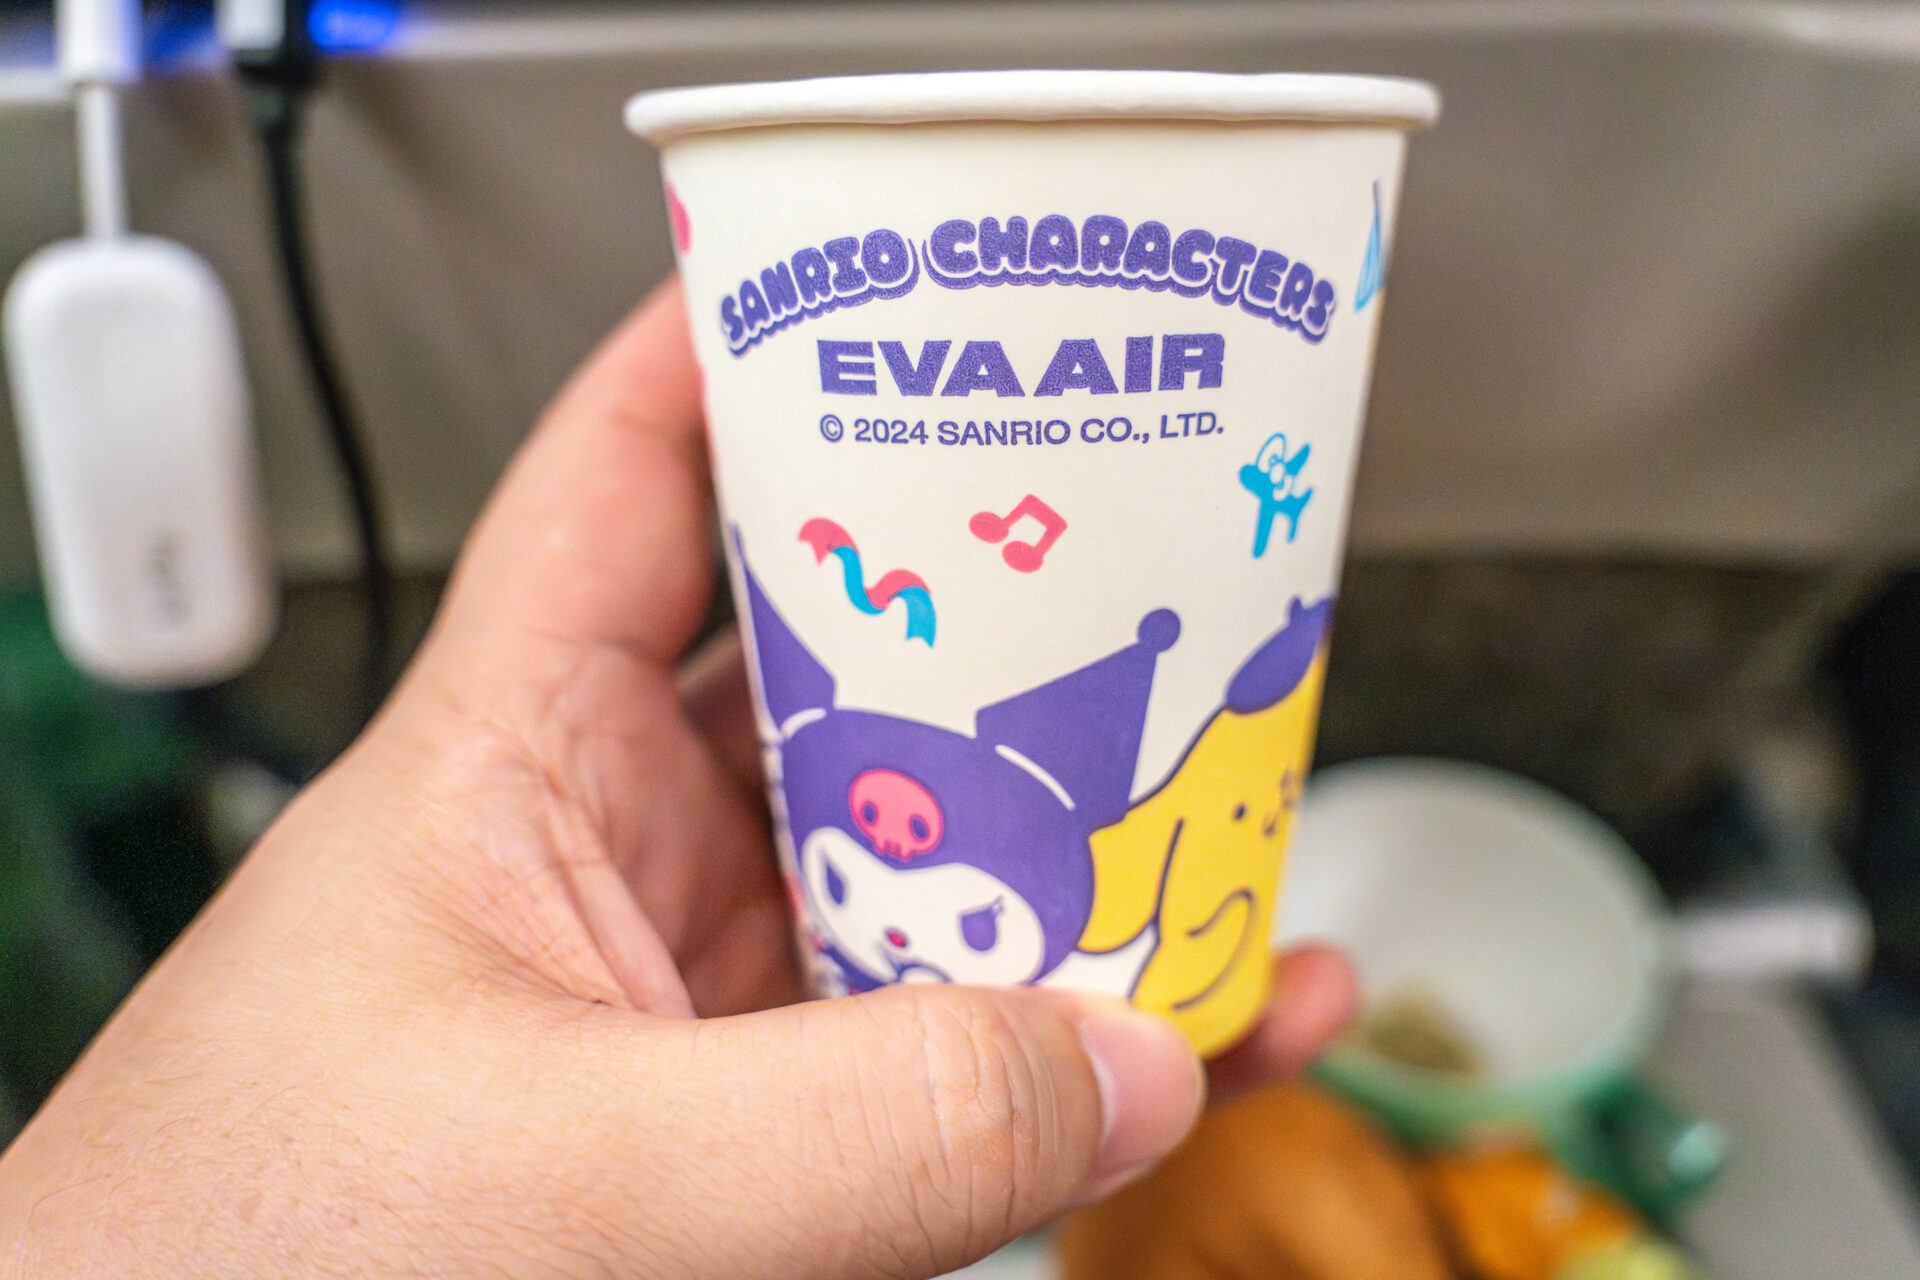 SANRIO CHARACTERS
EVA AIR
© 2024 SANRIO CO., LTD.